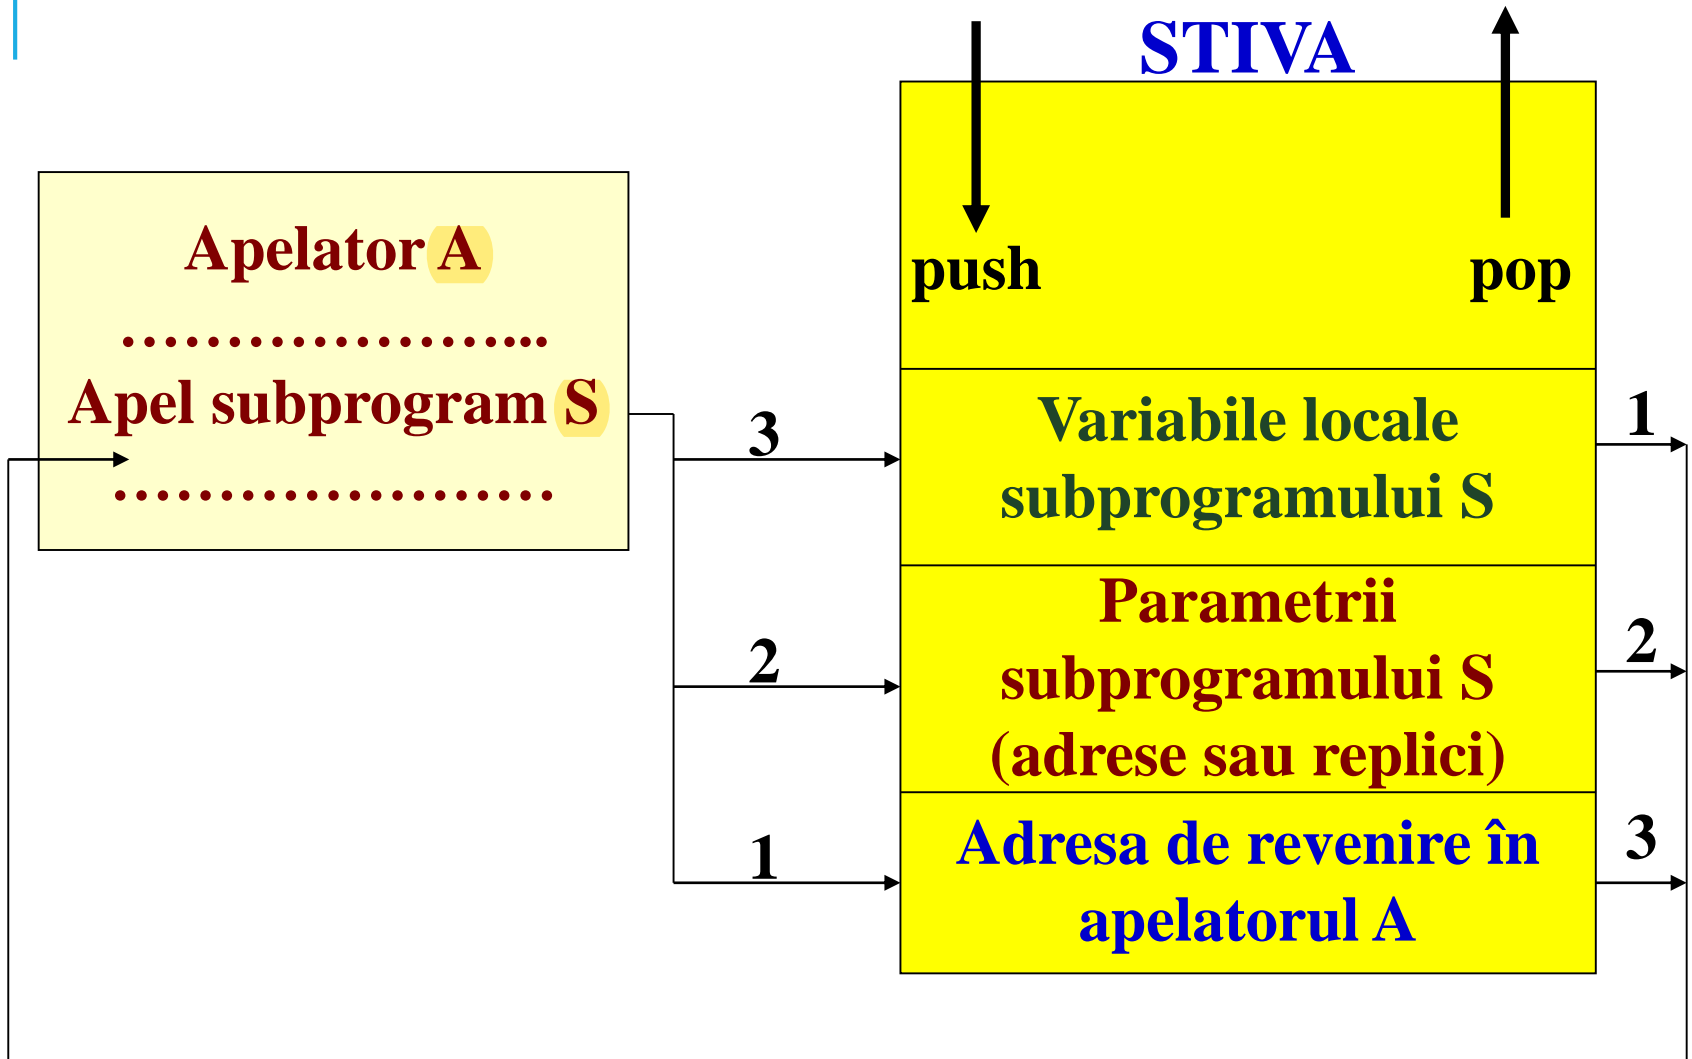 STIVA
push
pop
Apelator A
........................
Apel subprogram S
........................
3
2
1
Variabile locale
subprogramului S
Parametrii
subprogramului S
(adrese sau replici)
Adresa de revenire în
apelatorul A
1
2
3